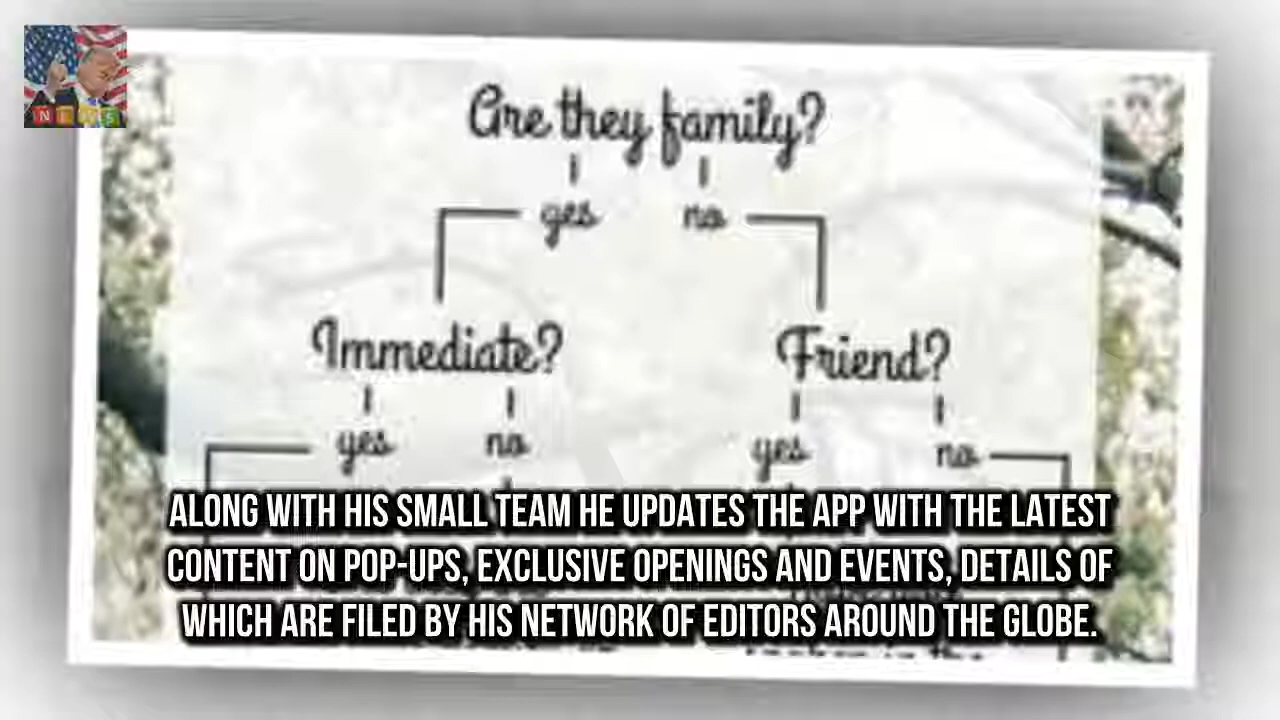 NEWS
Are they family?
yes no
Immediate? Friend?
yes no yes no
ALONG WITH HIS SMALL TEAM HE UPDATES THE APP WITH THE LATEST
CONTENT ON POP-UPS, EXCLUSIVE OPENINGS AND EVENTS, DETAILS OF
WHICH ARE FILED BY HIS NETWORK OF EDITORS AROUND THE GLOBE.